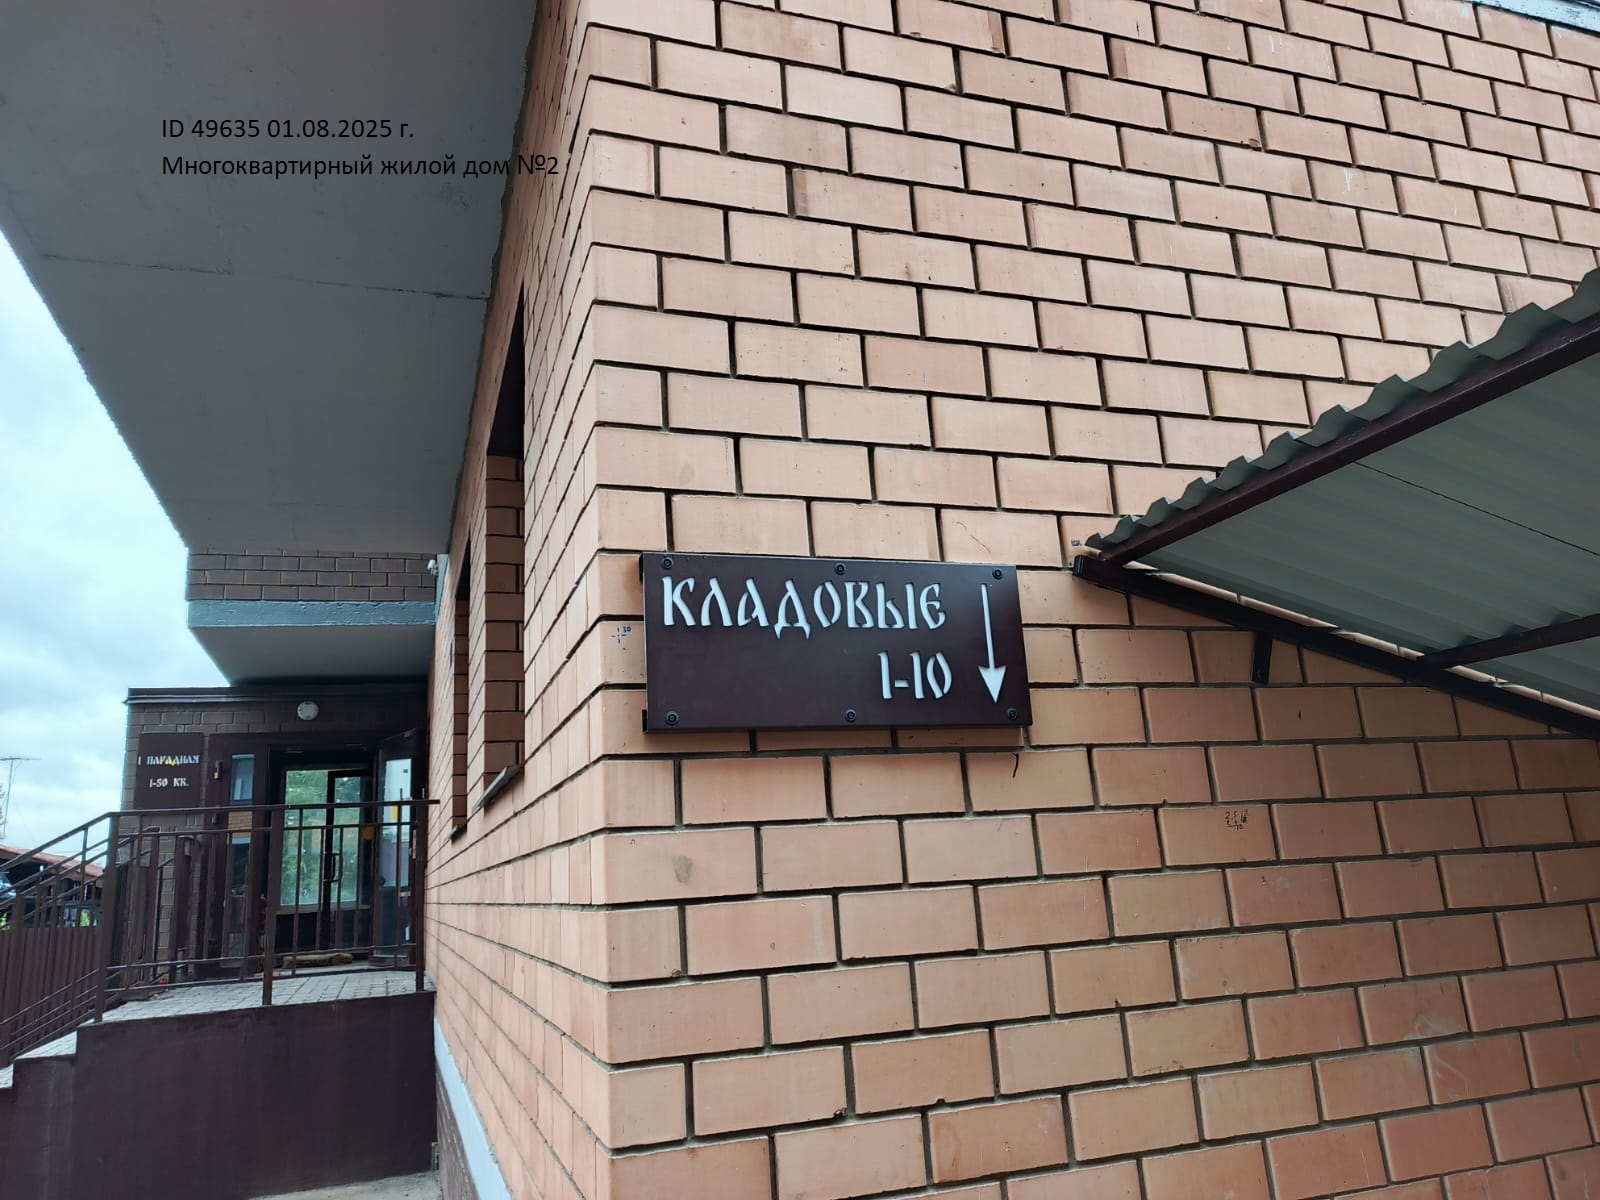 ID 49635 01.08.2025 г.
Многоквартирный жилой дом №2
КЛАДОВЫЕ
1-10
1 ПАРАДНАЯ
1-50 КВ.